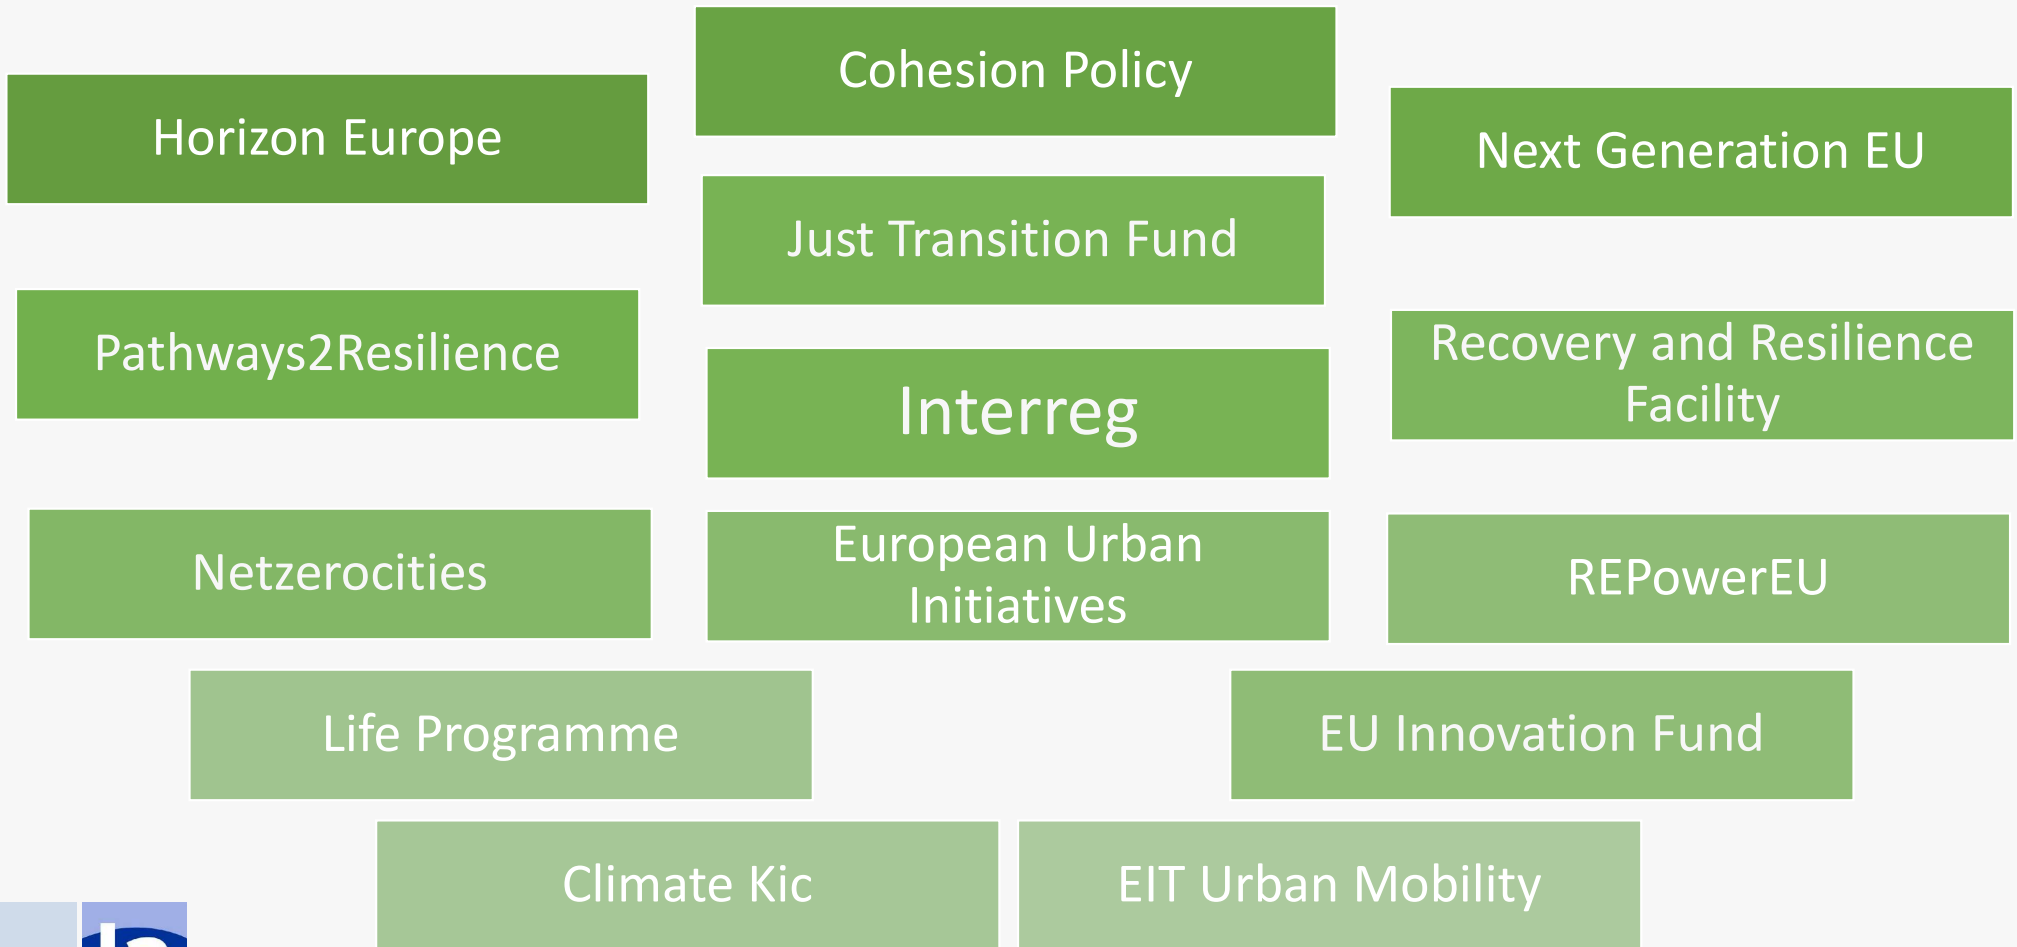 Cohesion Policy
Horizon Europe
Next Generation EU
Just Transition Fund
Pathways2Resilience
Recovery and Resilience
Facility
Interreg
Netzerocities
European Urban
Initiatives
REPowerEU
Life Programme
EU Innovation Fund
Climate Kic
EIT Urban Mobility